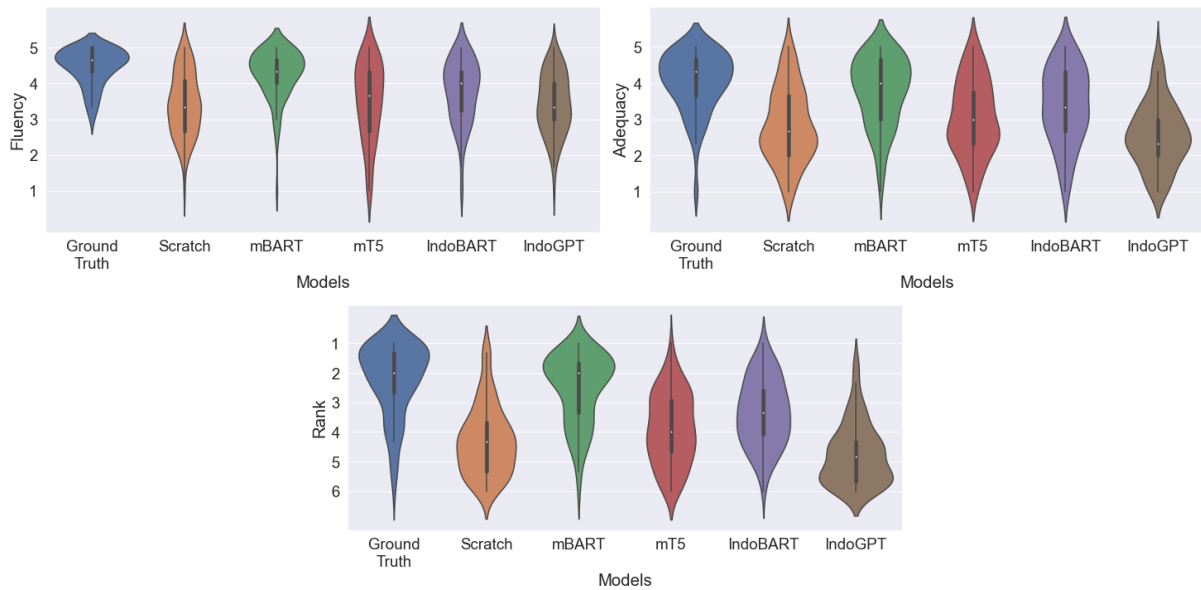 Fluency
5
4
3
2
1
Ground Truth
Scratch
mBART
mT5
IndoBART
IndoGPT
Models
Adequacy
5
4
3
2
1
Ground Truth
Scratch
mBART
mT5
IndoBART
IndoGPT
Models
Rank
1
2
3
4
5
6
Ground Truth
Scratch
mBART
mT5
IndoBART
IndoGPT
Models